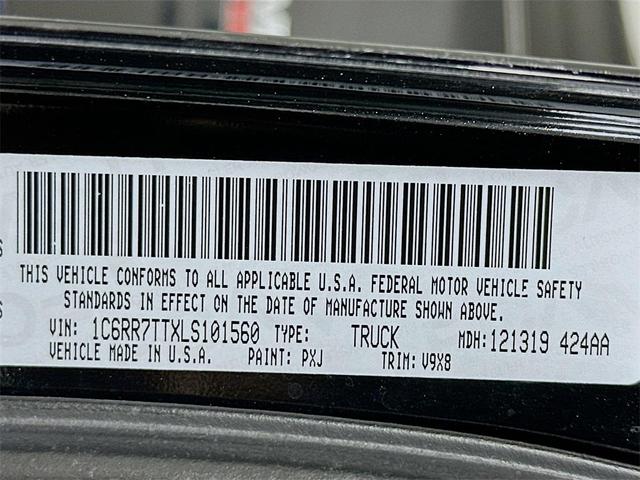 THIS VEHICLE CONFORMS TO ALL APPLICABLE U.S.A. FEDERAL MOTOR VEHICLE SAFETY
STANDARDS IN EFFECT ON THE DATE OF MANUFACTURE SHOWN ABOVE.
VIN: 1C6RR7TTXLS101560 TYPE: TRUCK MDH:121319 424AA
VEHICLE MADE IN U.S.A. PAINT: PXJ TRIM: V9X8